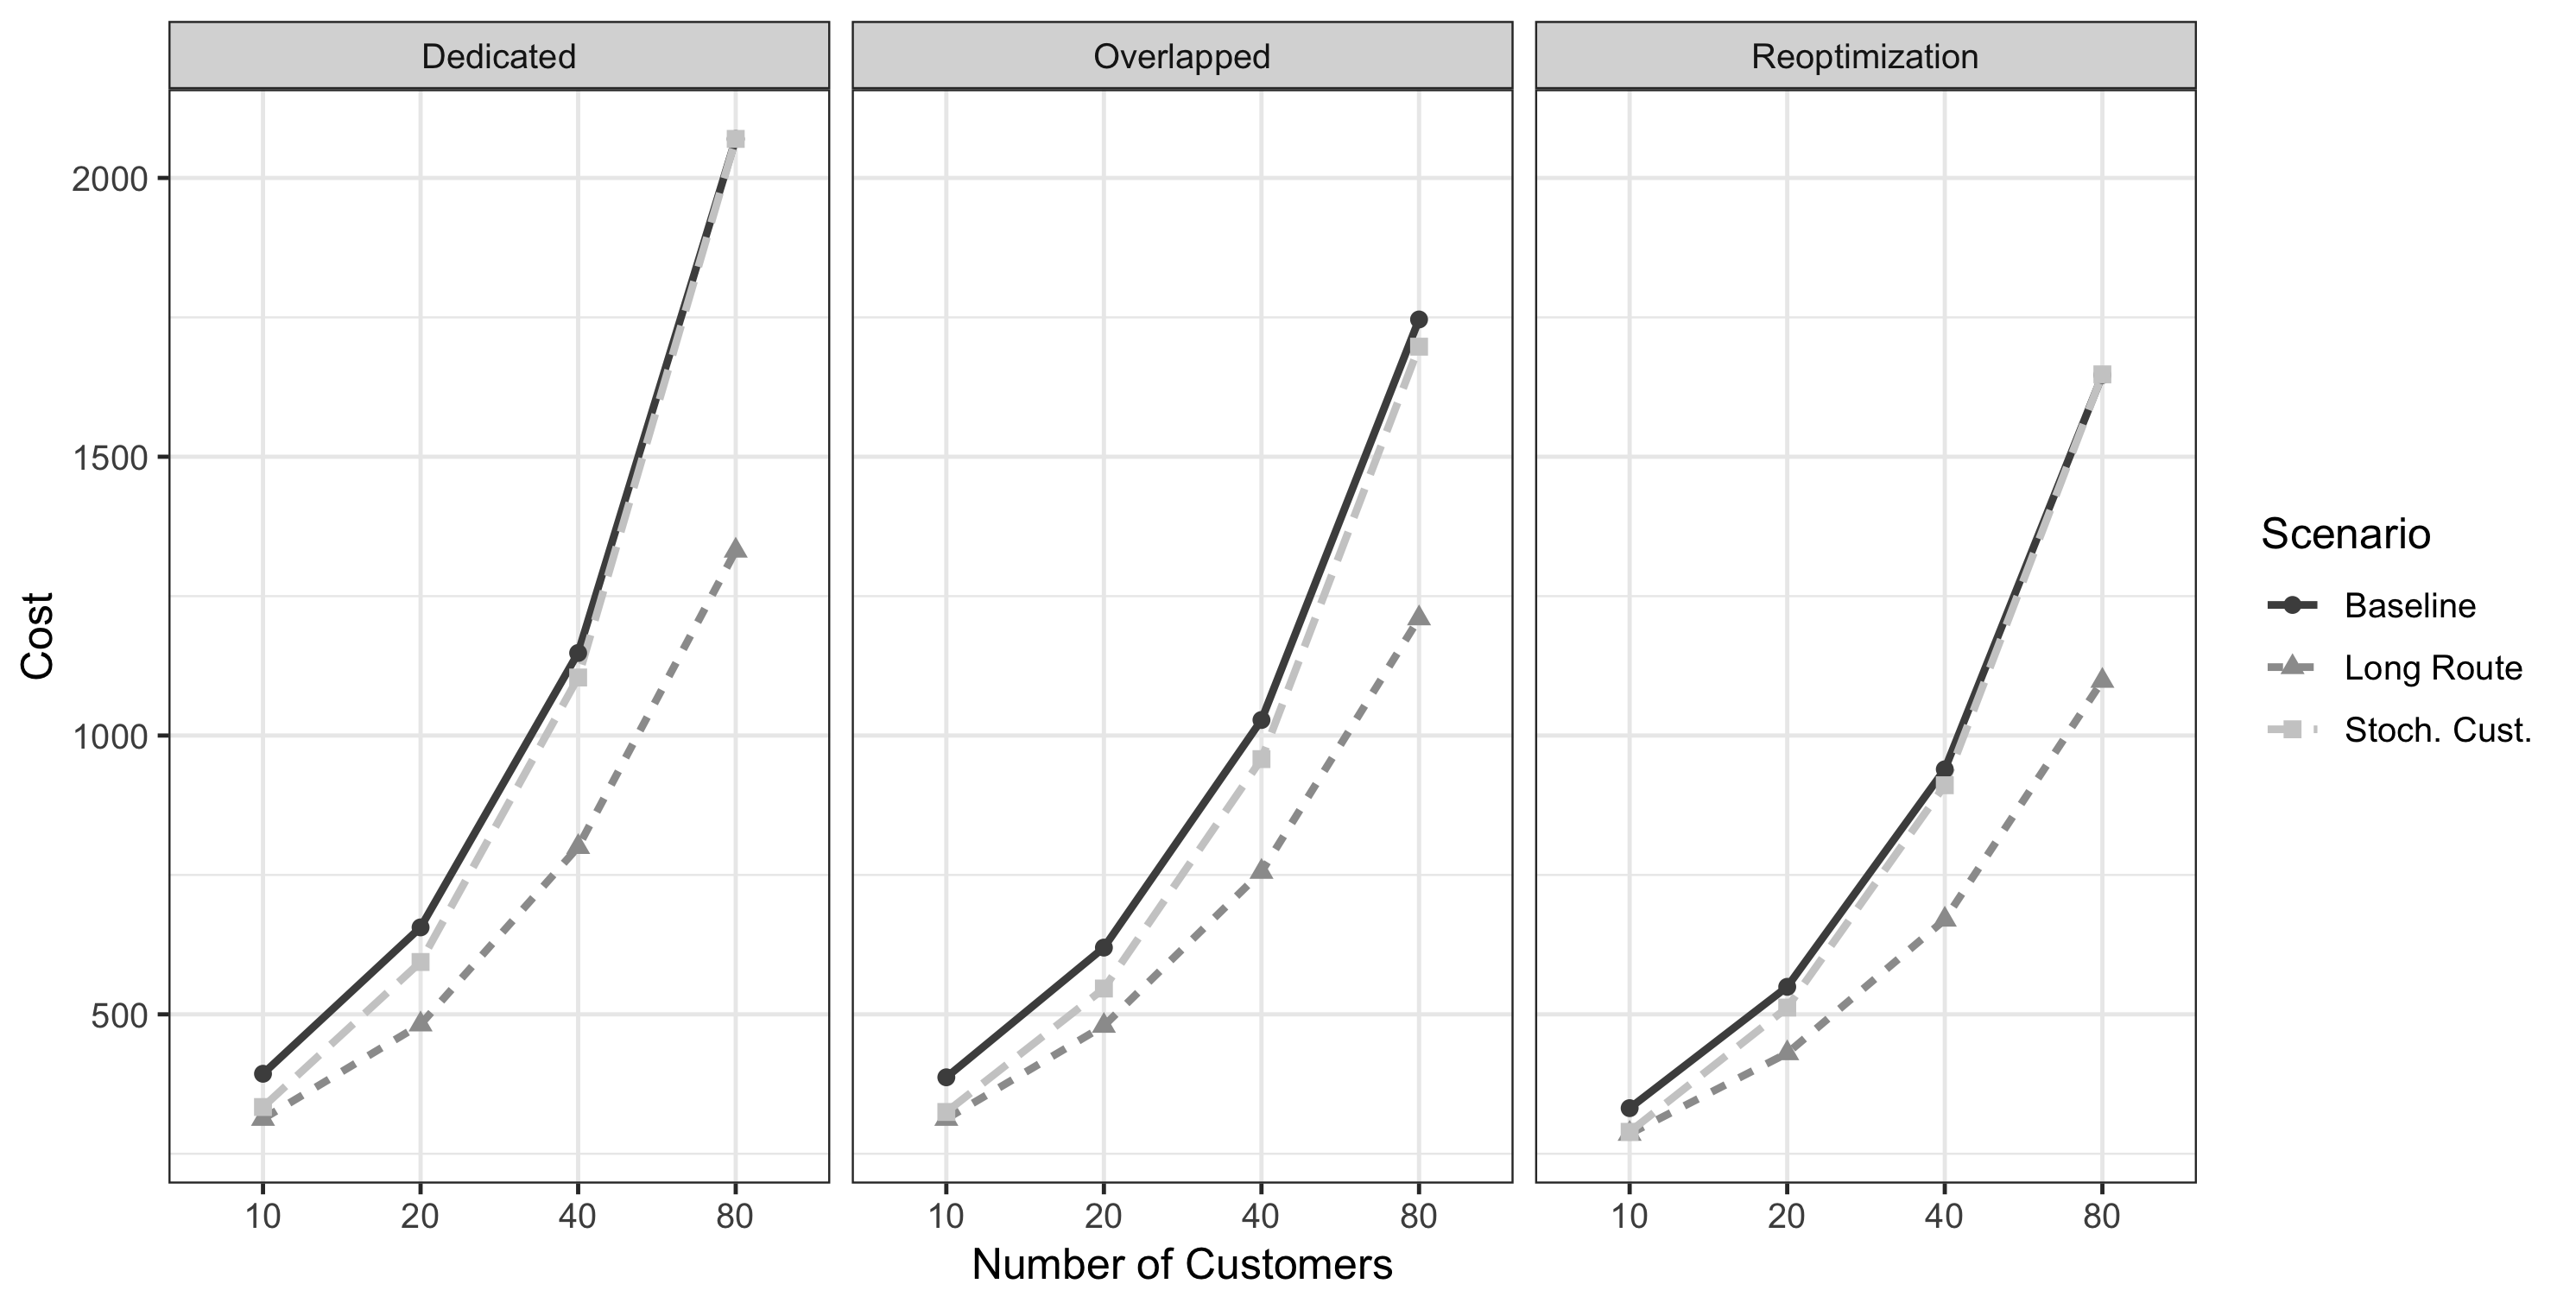 Dedicated
Overlapped
Reoptimization
2000
1500
1000
500
Cost
10 20 40 80
10 20 40 80
10 20 40 80
Number of Customers
Scenario
Baseline
Long Route
Stoch. Cust.